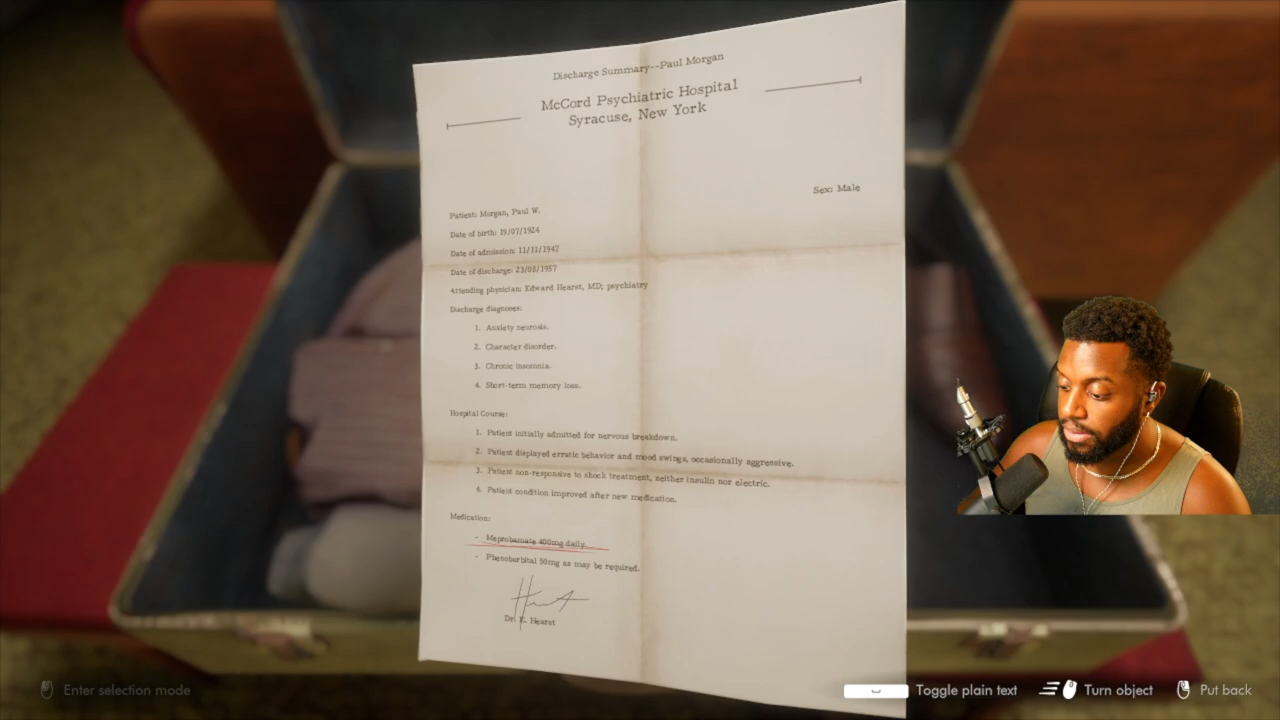 Discharge Summary--Paul Morgan
McCord Psychiatric Hospital
Syracuse, New York
Sex: Male
Patient: Morgan, Paul W.
Date of birth: 19/07/1924
Date of admission: 11/11/1947
Date of discharge: 23/08/1957
Attending physician: Edward Hearst, MD; psychiatry
Discharge diagnoses:
1. Anxiety neurosis.
2. Character disorder.
3. Chronic insomnia.
4. Short-term memory loss.
Hospital Course:
1. Patient initially admitted for nervous breakdown.
2. Patient displayed erratic behavior and mood swings, occasionally aggressive.
3. Patient non-responsive to shock treatment, neither insulin nor electric.
4. Patient condition improved after new medication.
Medication:
- Meprobamate 400mg daily.
- Phenobarbital 50mg as may be required.
Dr. E. Hearst
Enter selection mode
Toggle plain text
Turn object
Put back